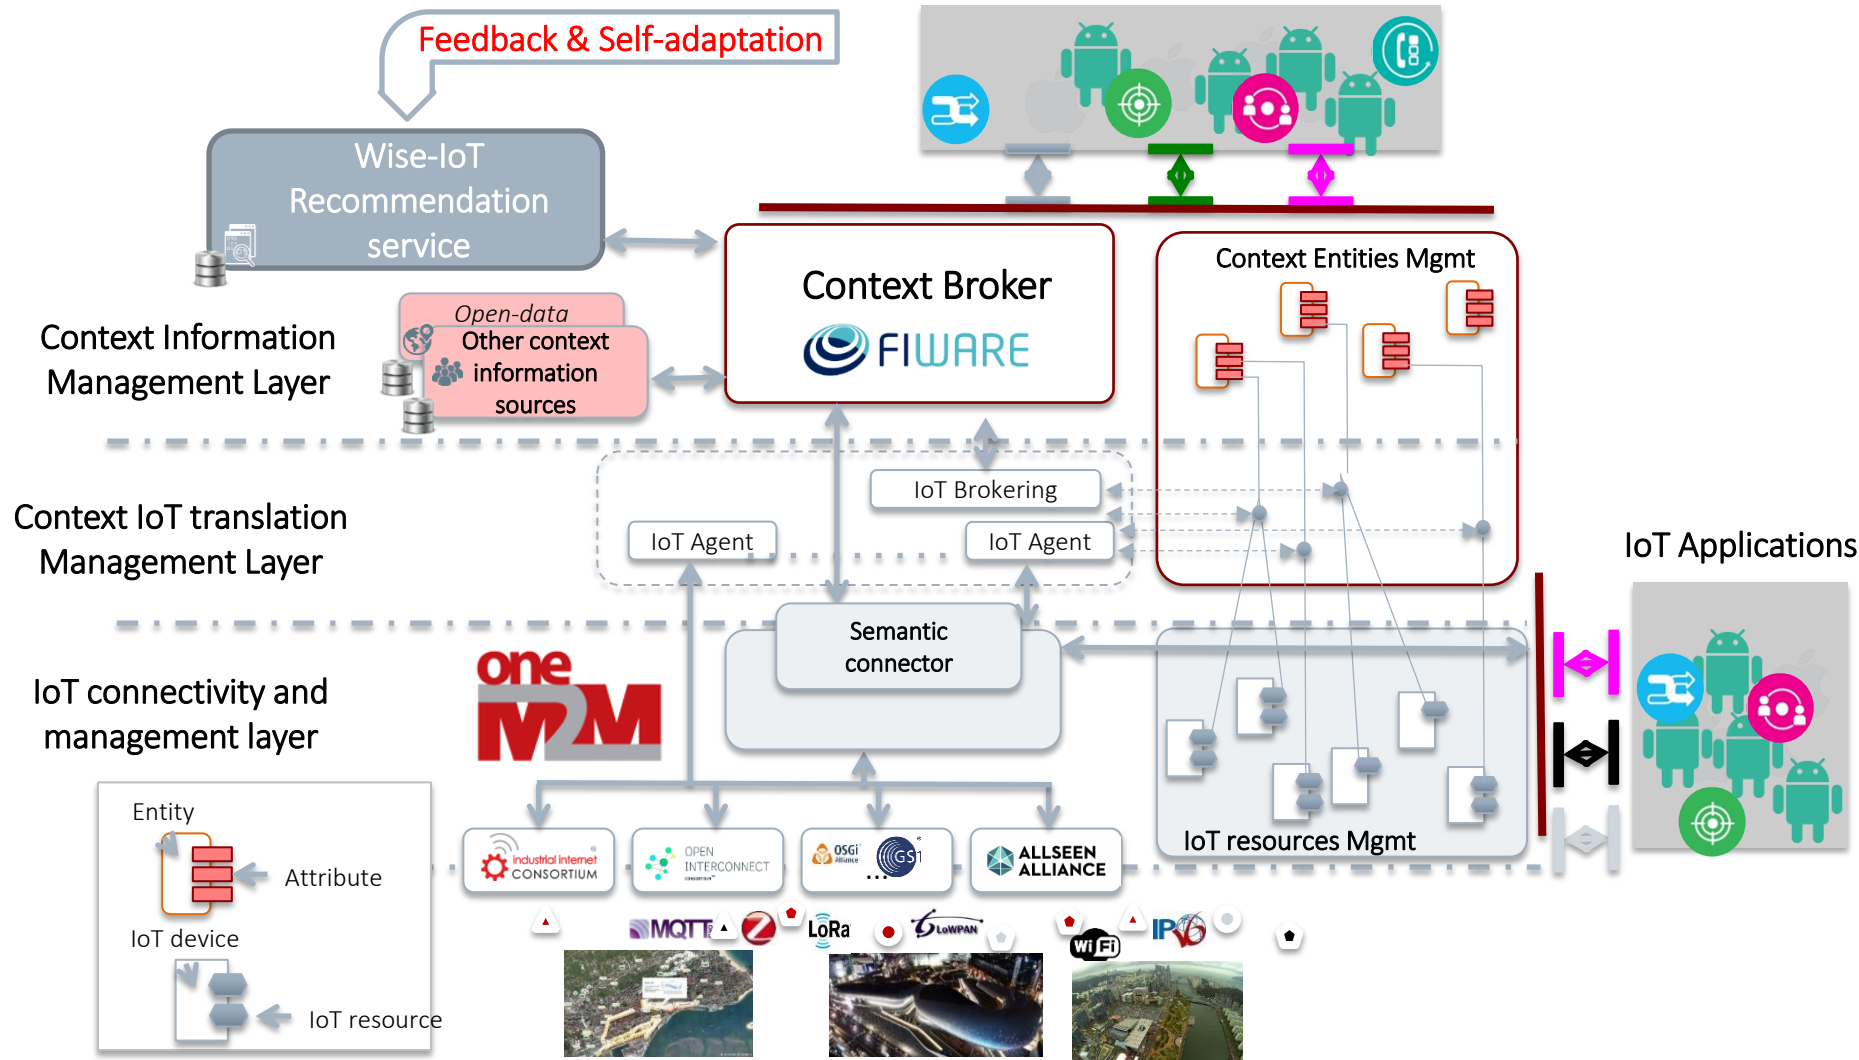 Feedback & Self-adaptation
Wise-IoT
Recommendation
service
Context Broker
FIWARE
Context Entities Mgmt
Open-data
Other context
information
sources
Context Information
Management Layer
IoT Brokering
IoT Agent
IoT Agent
Context IoT translation
Management Layer
IoT Applications
Semantic
connector
one
M2M
IoT connectivity and
management layer
IoT resources Mgmt
Entity
Attribute
IoT device
IoT resource
industrial internet
CONSORTIUM
OPEN
INTERCONNECT
CONSORTIUM
OSGi
Alliance
GS1
...
ALLSEEN
ALLIANCE
MQTT
LoRa
6LoWPAN
WiFi
IPv6